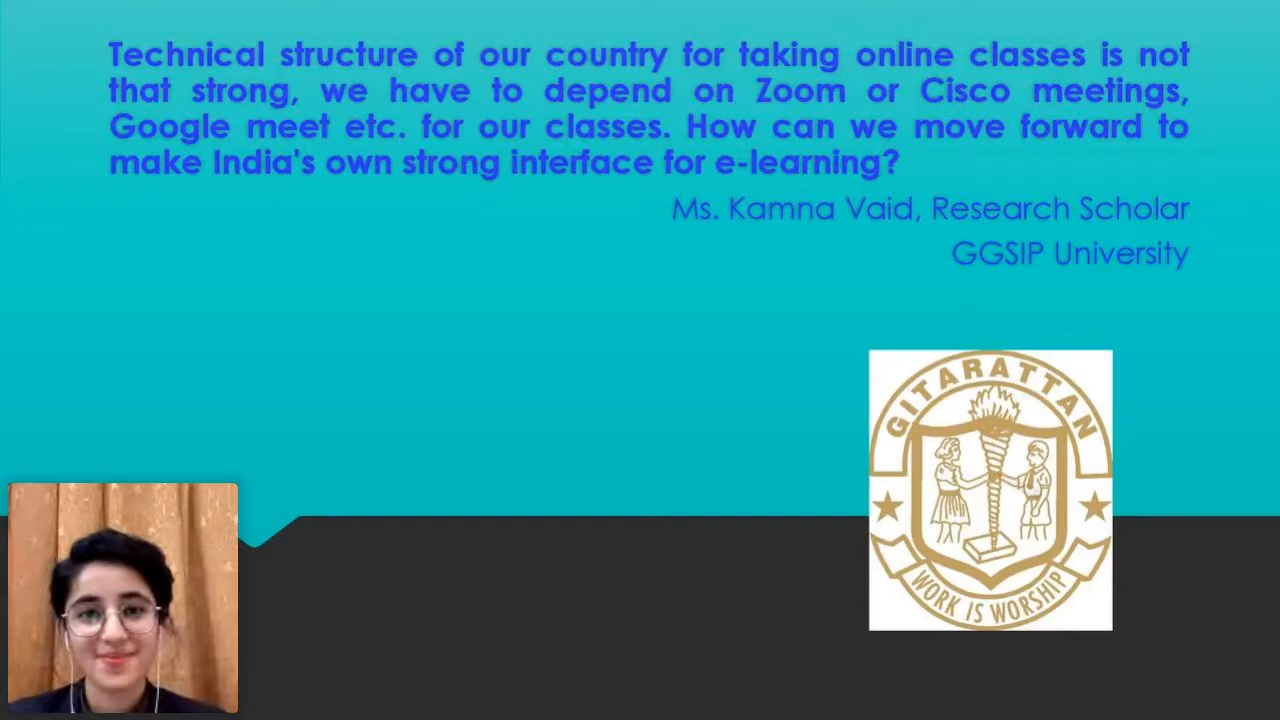 Technical structure of our country for taking online classes is not
that strong, we have to depend on Zoom or Cisco meetings,
Google meet etc. for our classes. How can we move forward to
make India's own strong interface for e-learning?
Ms. Kamna Vaid, Research Scholar
GGSIP University
GITARATTAN
WORK IS WORSHIP